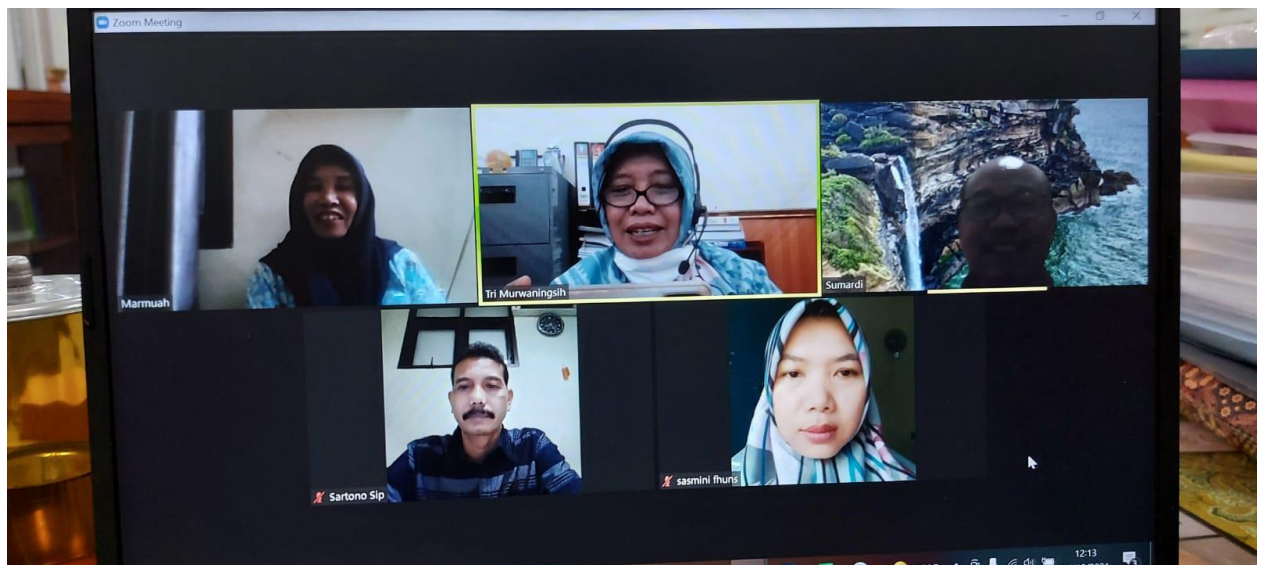 Zoom Meeting
Marmuah
Tri Murwaningsih
Sumardi
Sartono Sip
sasmini fhuns
12:13